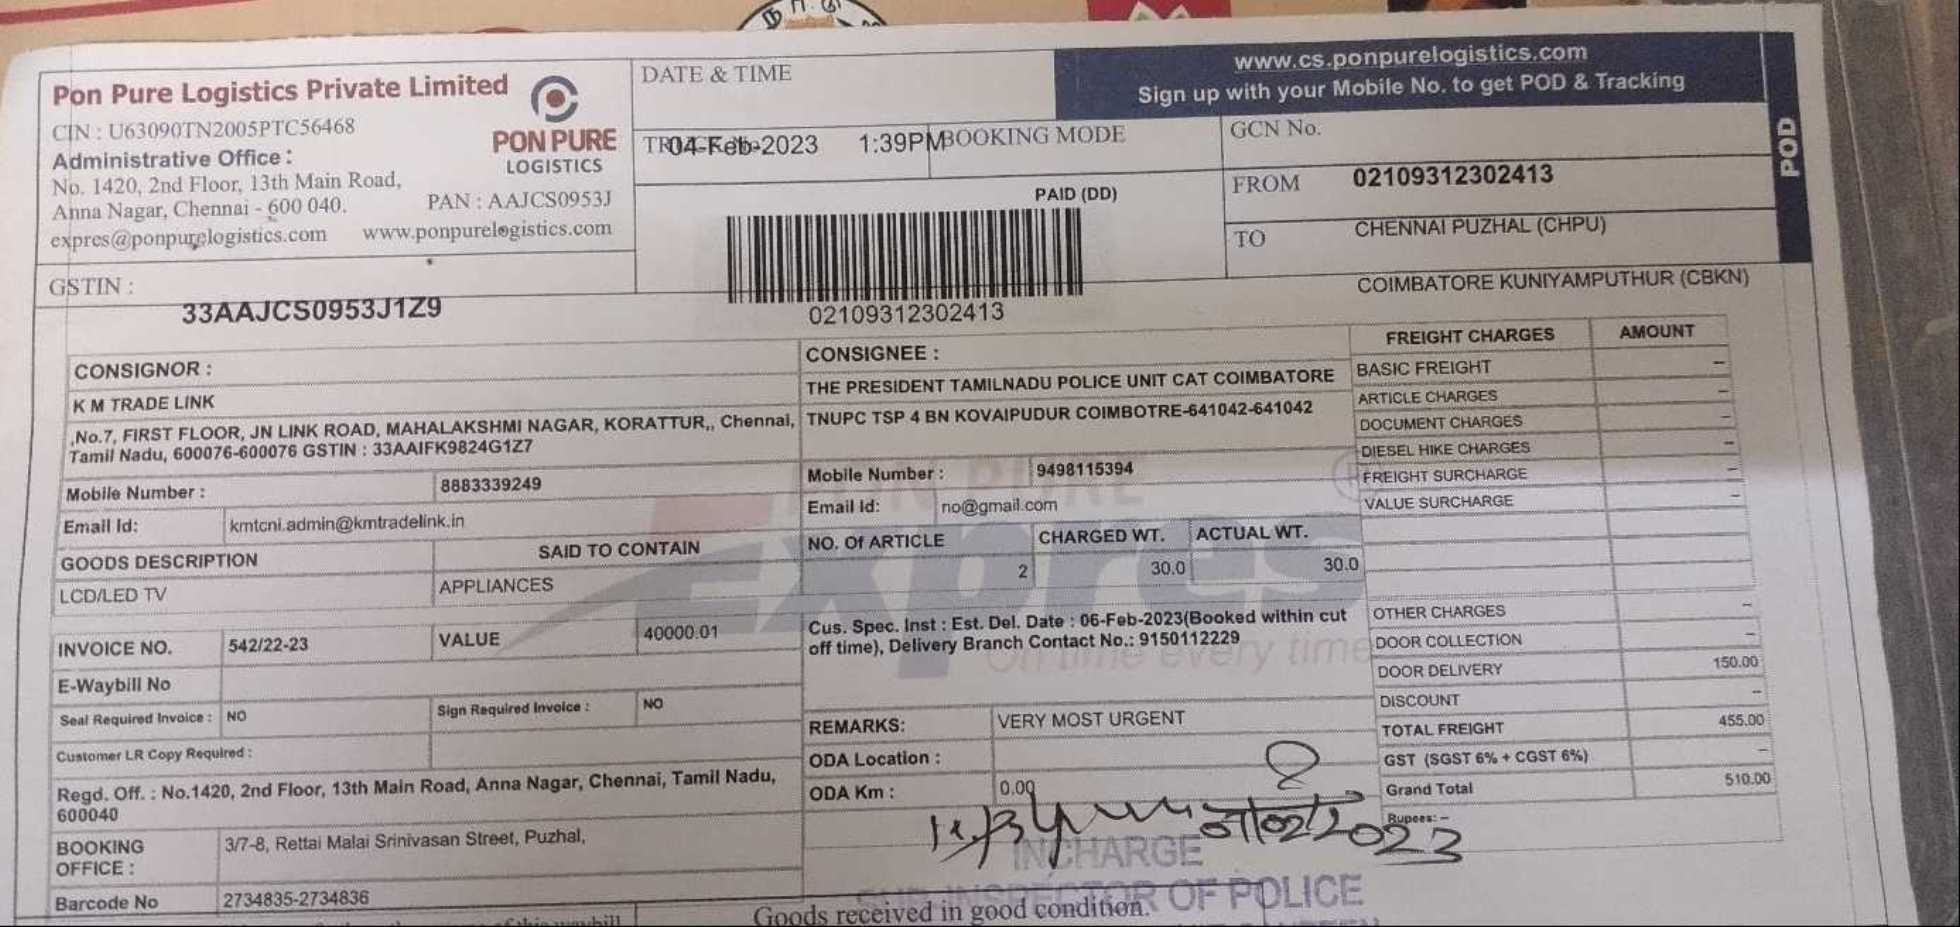 Pon Pure Logistics Private Limited
CIN : U63090TN2005PTC56468
Administrative Office :
No. 1420, 2nd Floor, 13th Main Road,
Anna Nagar, Chennai - 600 040.
PAN : AAJCS0953J
expres@ponpurelogistics.com www.ponpurelogistics.com
PON PURE
LOGISTICS
GSTIN :
33AAJCS0953J1Z9
DATE & TIME
04-Feb-2023 1:39PM
BOOKING MODE
PAID (DD)
02109312302413
www.cs.ponpurelogistics.com
Sign up with your Mobile No. to get POD & Tracking
POD
GCN No.
02109312302413
FROM
CHENNAI PUZHAL (CHPU)
TO
COIMBATORE KUNIYAMPUTHUR (CBKN)
CONSIGNOR :
K M TRADE LINK
,No.7, FIRST FLOOR, JN LINK ROAD, MAHALAKSHMI NAGAR, KORATTUR,, Chennai,
Tamil Nadu, 600076-600076 GSTIN : 33AAIFK9824G1Z7
Mobile Number : 8883339249
Email Id: kmtcni.admin@kmtradelink.in
GOODS DESCRIPTION SAID TO CONTAIN
LCD/LED TV APPLIANCES
INVOICE NO. 542/22-23 VALUE 40000.01
E-Waybill No
Seal Required Invoice : NO Sign Required Invoice : NO
Customer LR Copy Required :
Regd. Off. : No.1420, 2nd Floor, 13th Main Road, Anna Nagar, Chennai, Tamil Nadu,
600040
BOOKING OFFICE : 3/7-8, Rettai Malai Srinivasan Street, Puzhal,
Barcode No 2734835-2734836
CONSIGNEE :
THE PRESIDENT TAMILNADU POLICE UNIT CAT COIMBATORE
TNUPC TSP 4 BN KOVAIPUDUR COIMBOTRE-641042-641042
Mobile Number : 9498115394
Email Id: no@gmail.com
NO. Of ARTICLE CHARGED WT. ACTUAL WT.
2 30.0 30.0
Cus. Spec. Inst : Est. Del. Date : 06-Feb-2023(Booked within cut
off time), Delivery Branch Contact No.: 9150112229
Expres
On time every time
REMARKS: VERY MOST URGENT
ODA Location :
ODA Km : 0.00
INCHARGE
SUB INSPECTOR OF POLICE
Goods received in good condition.
FREIGHT CHARGES AMOUNT
BASIC FREIGHT –
ARTICLE CHARGES –
DOCUMENT CHARGES –
DIESEL HIKE CHARGES –
FREIGHT SURCHARGE –
VALUE SURCHARGE –
OTHER CHARGES –
DOOR COLLECTION –
DOOR DELIVERY 150.00
DISCOUNT –
TOTAL FREIGHT 455.00
GST (SGST 6% + CGST 6%) –
Grand Total 510.00
Rupees: –